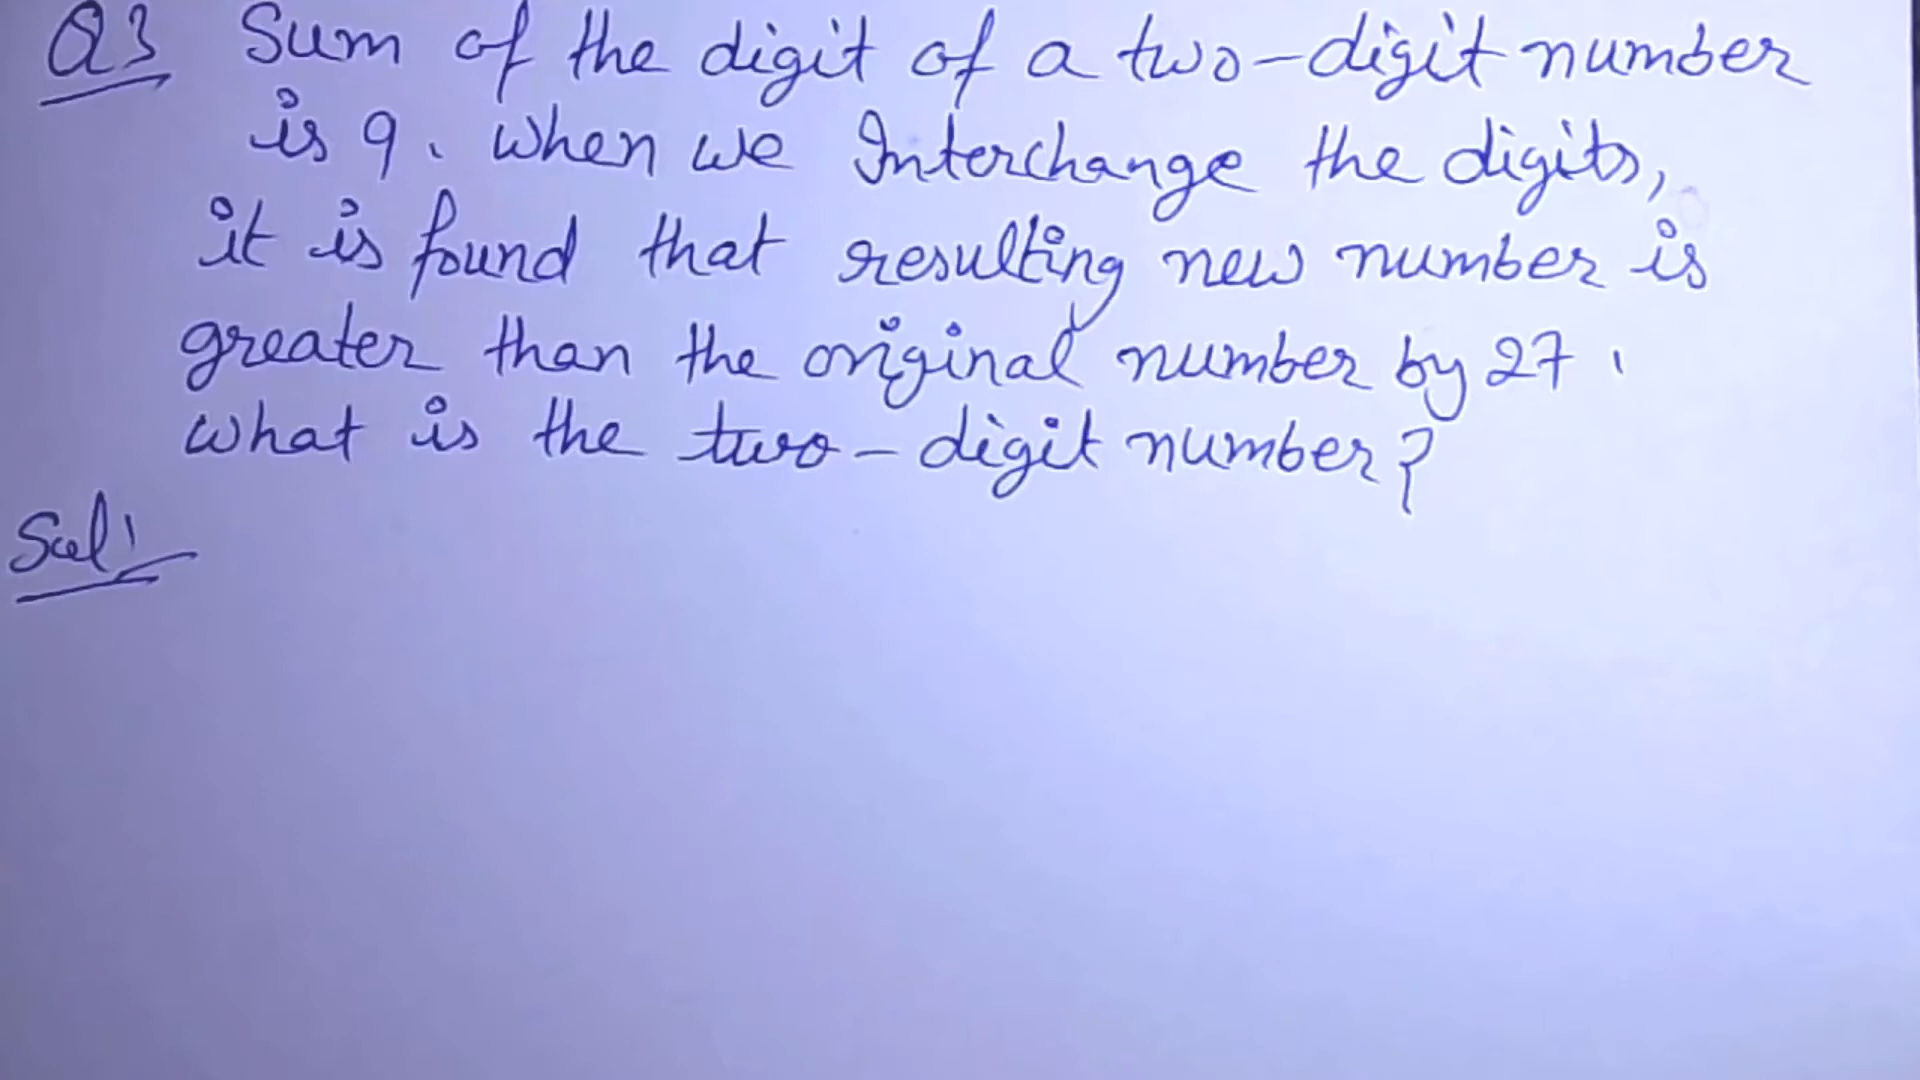 Q3 Sum of the digit of a two-digit number
is 9. When we Interchange the digits,
it is found that resulting new number is
greater than the original number by 27.
what is the two-digit number?
Sol:-